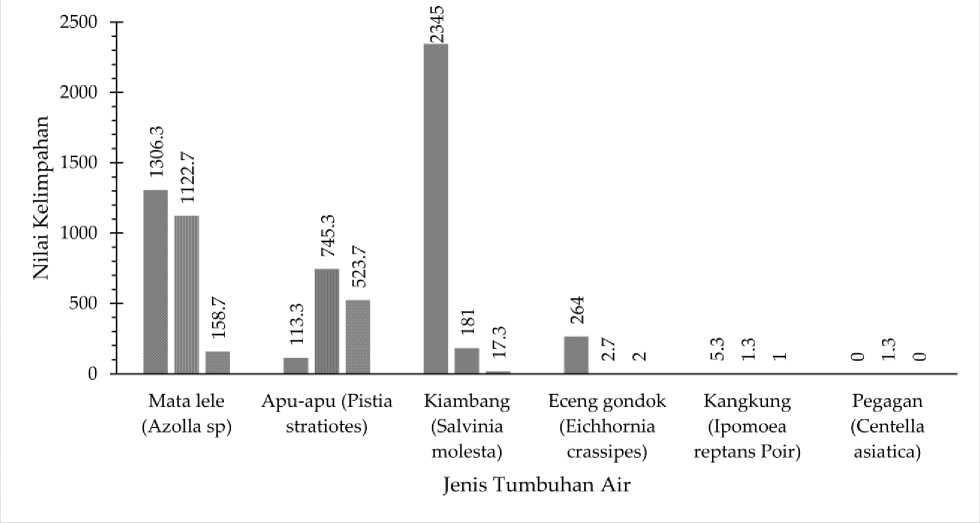 Nilai Kelimpahan
2500
2000
1500
1000
500
0
1306.3
1122.7
158.7
113.3
745.3
523.7
2345
181
17.3
264
2.7
2
5.3
1.3
1
0
1.3
0
Mata lele
(Azolla sp)
Apu-apu (Pistia
stratiotes)
Kiambang
(Salvinia
molesta)
Eceng gondok
(Eichhornia
crassipes)
Kangkung
(Ipomoea
reptans Poir)
Pegagan
(Centella
asiatica)
Jenis Tumbuhan Air